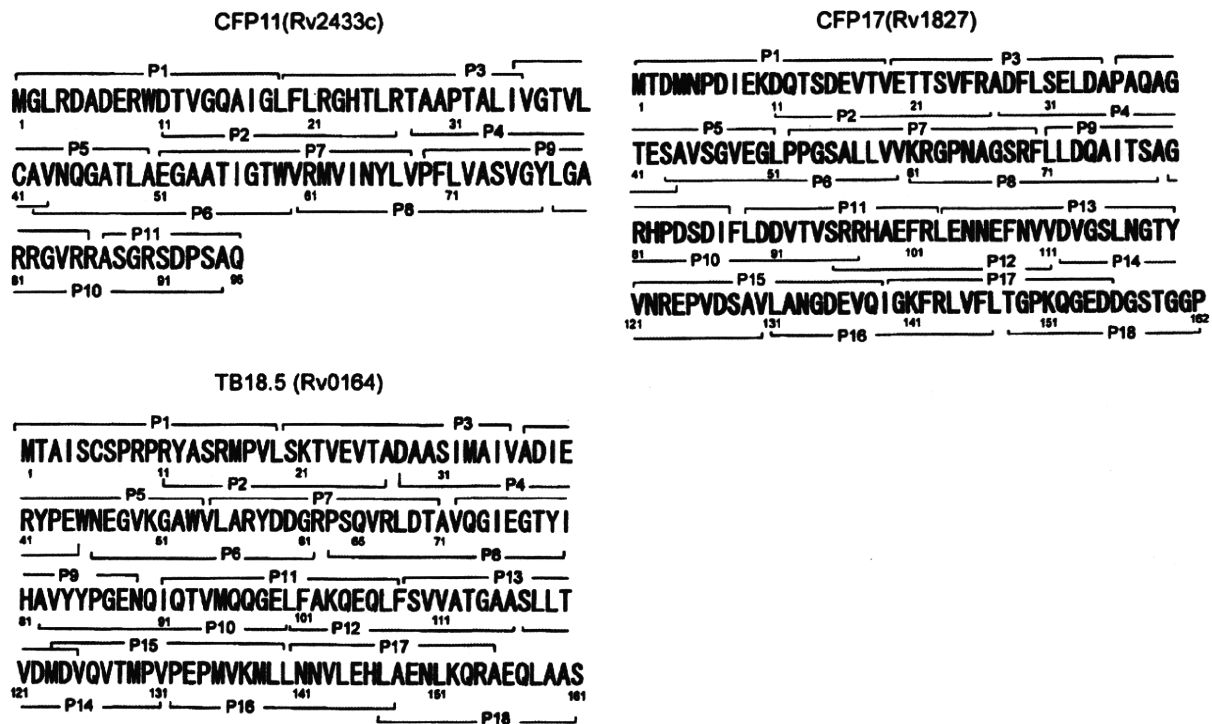 CFP11(Rv2433c)
P1 P3
MGLRDADERWDTVGQAIGLFLRGHTLRTAAPTALIVGTVL
1 11 P2 21 31 P4
P5 P7 P9
CAVNQGATLAEGAATIGTWVRMVINYLVPFLVASVGYLGA
41 51 P6 61 P8 71
P11
RRGVRRASGRSDPSAQ
81 P10 91 96
CFP17(Rv1827)
P1 P3
MTDMNPDIEKDQTSDEVTVETTSVFRADFLSELDAPAQAG
1 11 P2 21 31 P4
P5 P7 P9
TESAVSGVEGLPPGSALLVVKRGPNAGSRFLLDQAITSAG
41 51 P6 61 P8 71
P11 P13
RHPDSDIFLDDVTVSRRHAEFRLENNEFNVVDVGSLNGTY
81 P10 91 101 P12 111 P14
P15 P17
VNREPVDSAVLANGDEVQIGKFRLVFLTGPKQGEDDGSTGGP
121 131 P16 141 151 P18 162
TB18.5 (Rv0164)
P1 P3
MTAISCSPRPRYASRMPVLSKTVEVTADAASIMAIVADIE
1 11 P2 21 31 P4
P5 P7
RYPEWNEGVKGAWVLARYDDGRPSQVRLDTAVQGIEGTYI
41 51 P6 61 65 71 P8
P9 P11 P13
HAVYYPGENQIQTVMQQGELFAKQEQLFSVVATGAASLLT
81 91 P10 101 P12 111
P15 P17
VDMDVQVTMPVPEPMVKMLLNNVLEHLAENLKQRAEQLAAS
121 P14 131 P16 141 151 P18 161